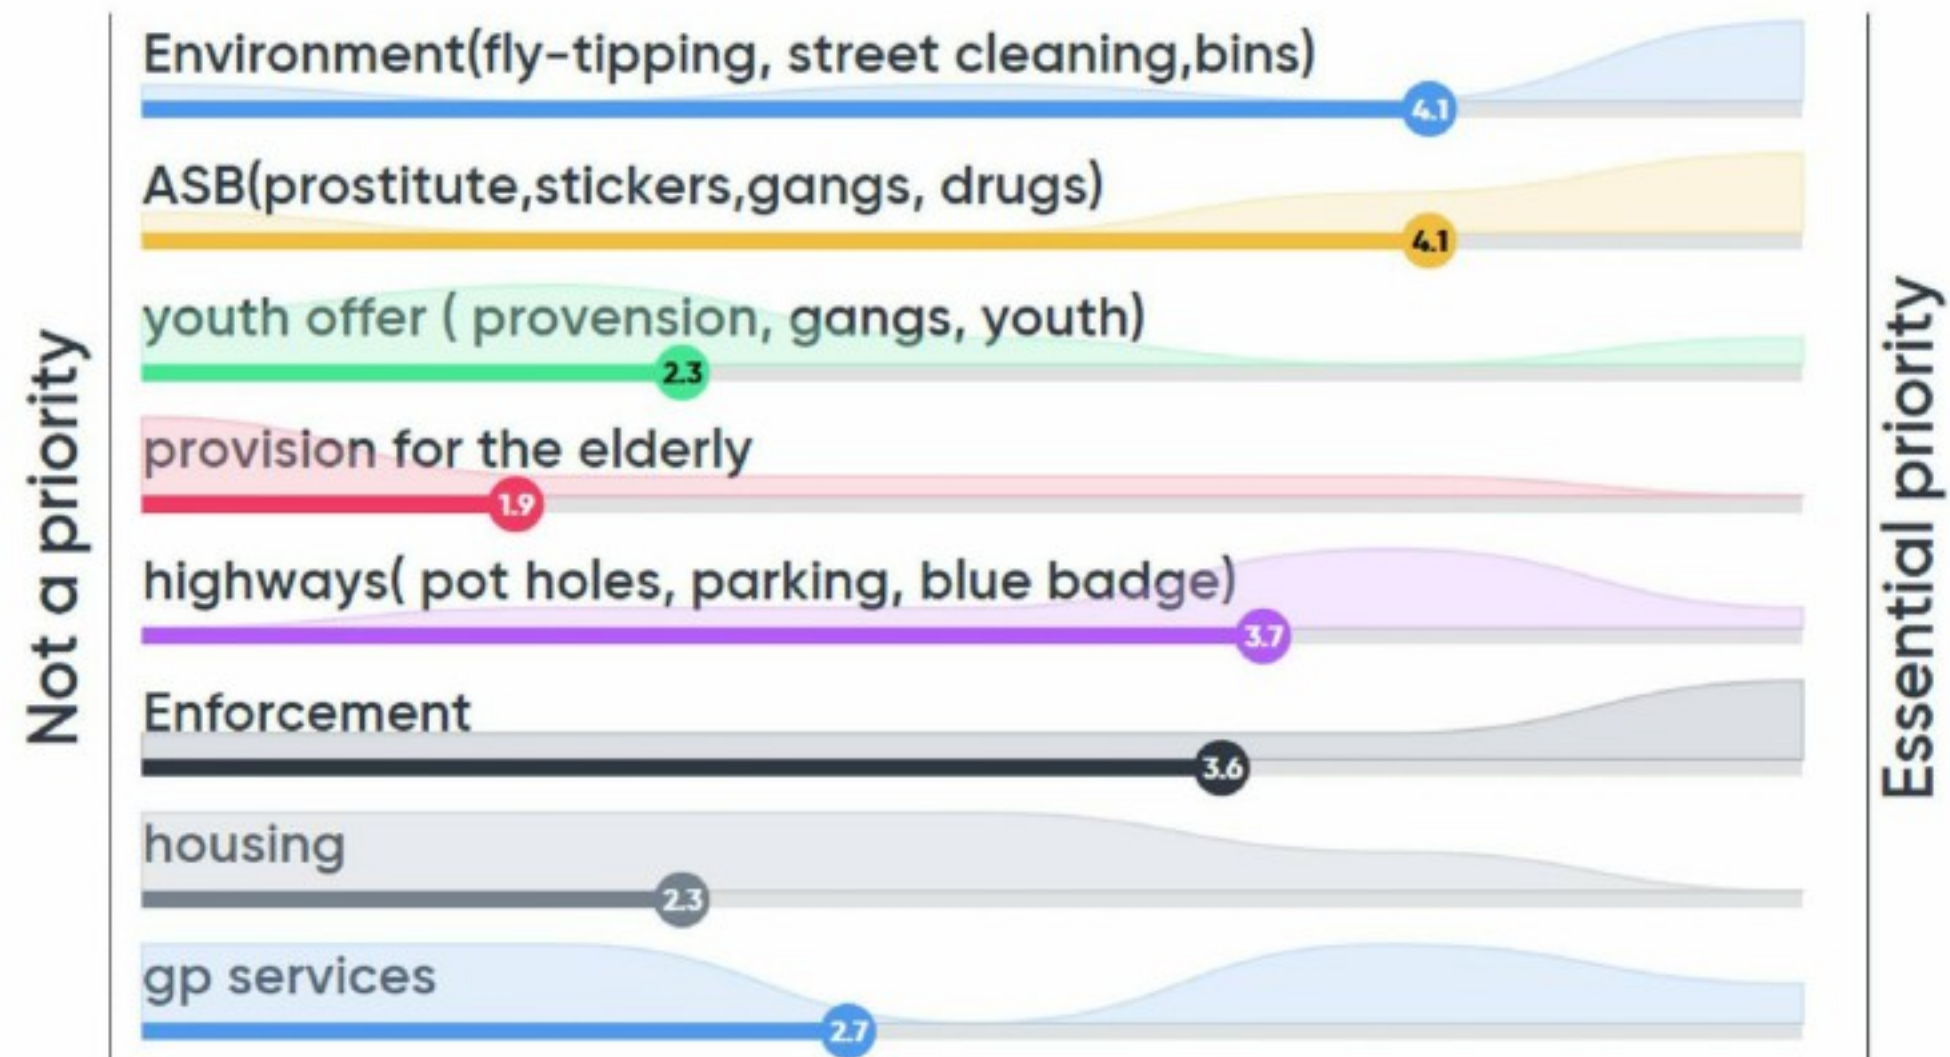 Environment(fly-tipping, street cleaning,bins)
4.1
ASB(prostitute,stickers,gangs, drugs)
4.1
youth offer ( provension, gangs, youth)
2.3
provision for the elderly
1.9
highways( pot holes, parking, blue badge)
3.7
Enforcement
3.6
housing
2.3
gp services
2.7
Not a priority
Essential priority